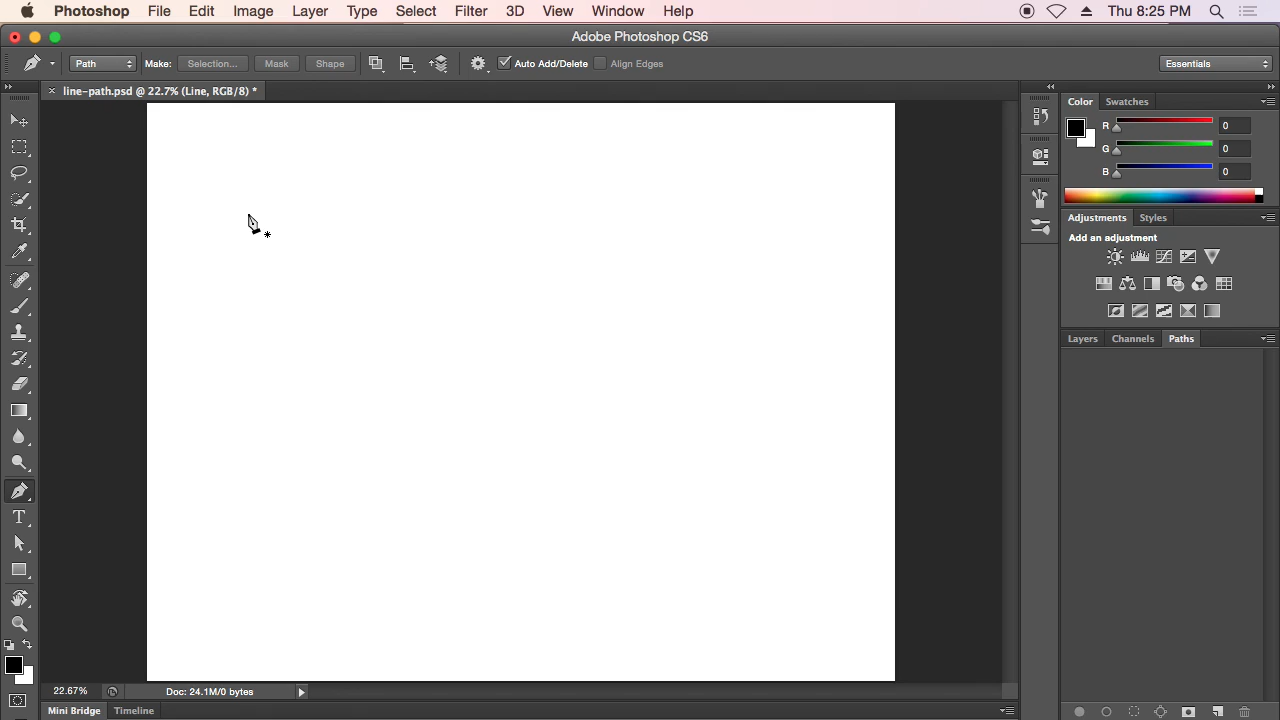 Photoshop File Edit Image Layer Type Select Filter 3D View Window Help Thu 8:25 PM
Adobe Photoshop CS6
Path Make: Selection... Mask Shape Auto Add/Delete Align Edges Essentials
× line-path.psd @ 22.7% (Line, RGB/8) *
Color Swatches
R 0
G 0
B 0
Adjustments Styles
Add an adjustment
Layers Channels Paths
T
22.67% Doc: 24.1M/0 bytes
Mini Bridge Timeline